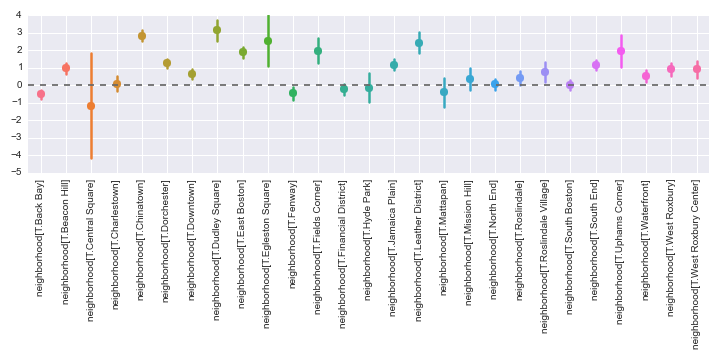 4
3
2
1
0
−1
−2
−3
−4
−5
neighborhood[T.Back Bay]
neighborhood[T.Beacon Hill]
neighborhood[T.Central Square]
neighborhood[T.Charlestown]
neighborhood[T.Chinatown]
neighborhood[T.Dorchester]
neighborhood[T.Downtown]
neighborhood[T.Dudley Square]
neighborhood[T.East Boston]
neighborhood[T.Egleston Square]
neighborhood[T.Fenway]
neighborhood[T.Fields Corner]
neighborhood[T.Financial District]
neighborhood[T.Hyde Park]
neighborhood[T.Jamaica Plain]
neighborhood[T.Leather District]
neighborhood[T.Mattapan]
neighborhood[T.Mission Hill]
neighborhood[T.North End]
neighborhood[T.Roslindale]
neighborhood[T.Roslindale Village]
neighborhood[T.South Boston]
neighborhood[T.South End]
neighborhood[T.Uphams Corner]
neighborhood[T.Waterfront]
neighborhood[T.West Roxbury]
neighborhood[T.West Roxbury Center]